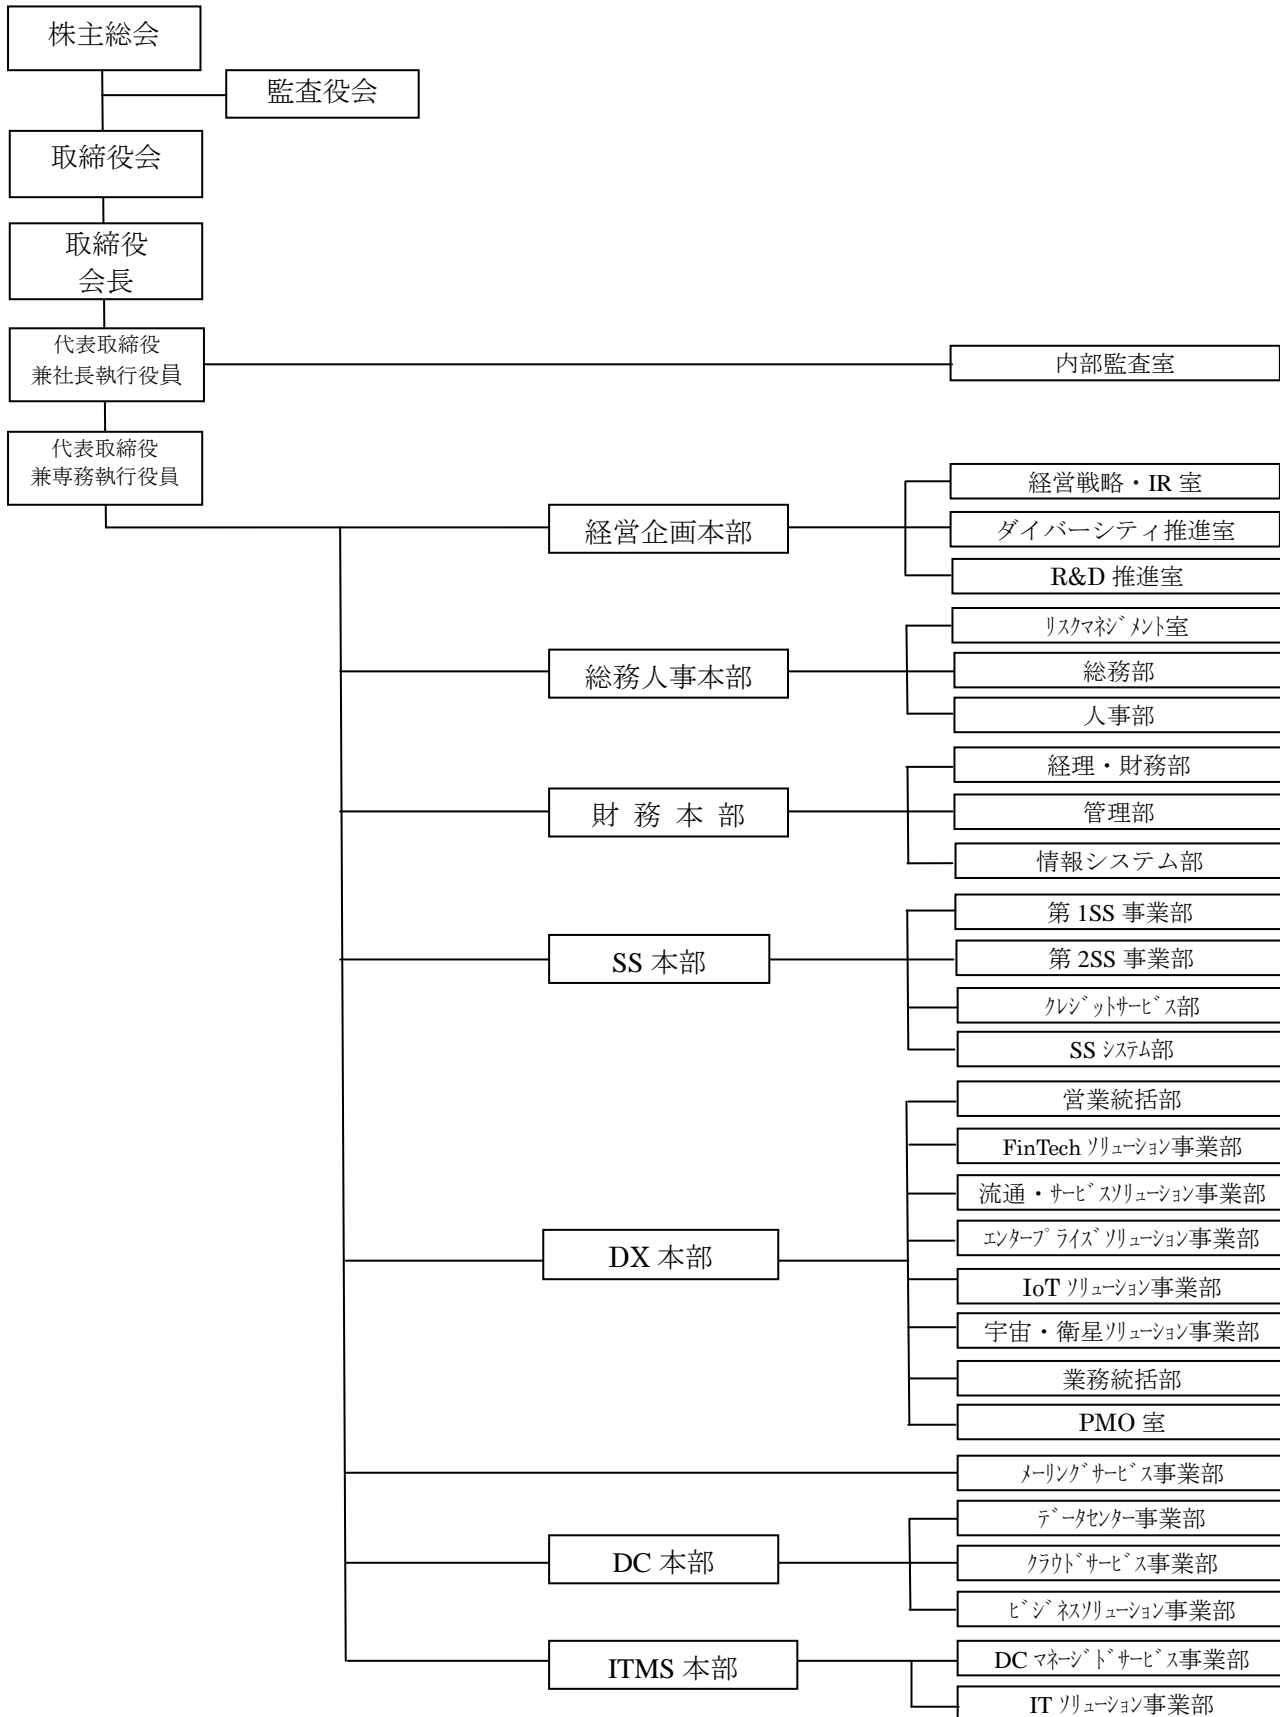 株主総会
監査役会
取締役会
取締役
会長
代表取締役
兼社長執行役員
内部監査室
代表取締役
兼専務執行役員
経営企画本部
経営戦略・IR 室
ダイバーシティ推進室
R&D 推進室
総務人事本部
ﾘｽｸﾏﾈｼﾞﾒﾝﾄ室
総務部
人事部
財 務 本 部
経理・財務部
管理部
情報システム部
SS 本部
第 1SS 事業部
第 2SS 事業部
ｸﾚｼﾞｯﾄｻｰﾋﾞｽ部
SS ｼｽﾃﾑ部
DX 本部
営業統括部
FinTech ｿﾘｭｰｼｮﾝ事業部
流通・ｻｰﾋﾞｽｿﾘｭｰｼｮﾝ事業部
ｴﾝﾀｰﾌﾟﾗｲｽﾞｿﾘｭｰｼｮﾝ事業部
IoT ｿﾘｭｰｼｮﾝ事業部
宇宙・衛星ｿﾘｭｰｼｮﾝ事業部
業務統括部
PMO 室
ﾒｰﾘﾝｸﾞｻｰﾋﾞｽ事業部
DC 本部
ﾃﾞｰﾀｾﾝﾀｰ事業部
ｸﾗｳﾄﾞｻｰﾋﾞｽ事業部
ﾋﾞｼﾞﾈｽｿﾘｭｰｼｮﾝ事業部
ITMS 本部
DC ﾏﾈｰｼﾞﾄﾞｻｰﾋﾞｽ事業部
IT ｿﾘｭｰｼｮﾝ事業部